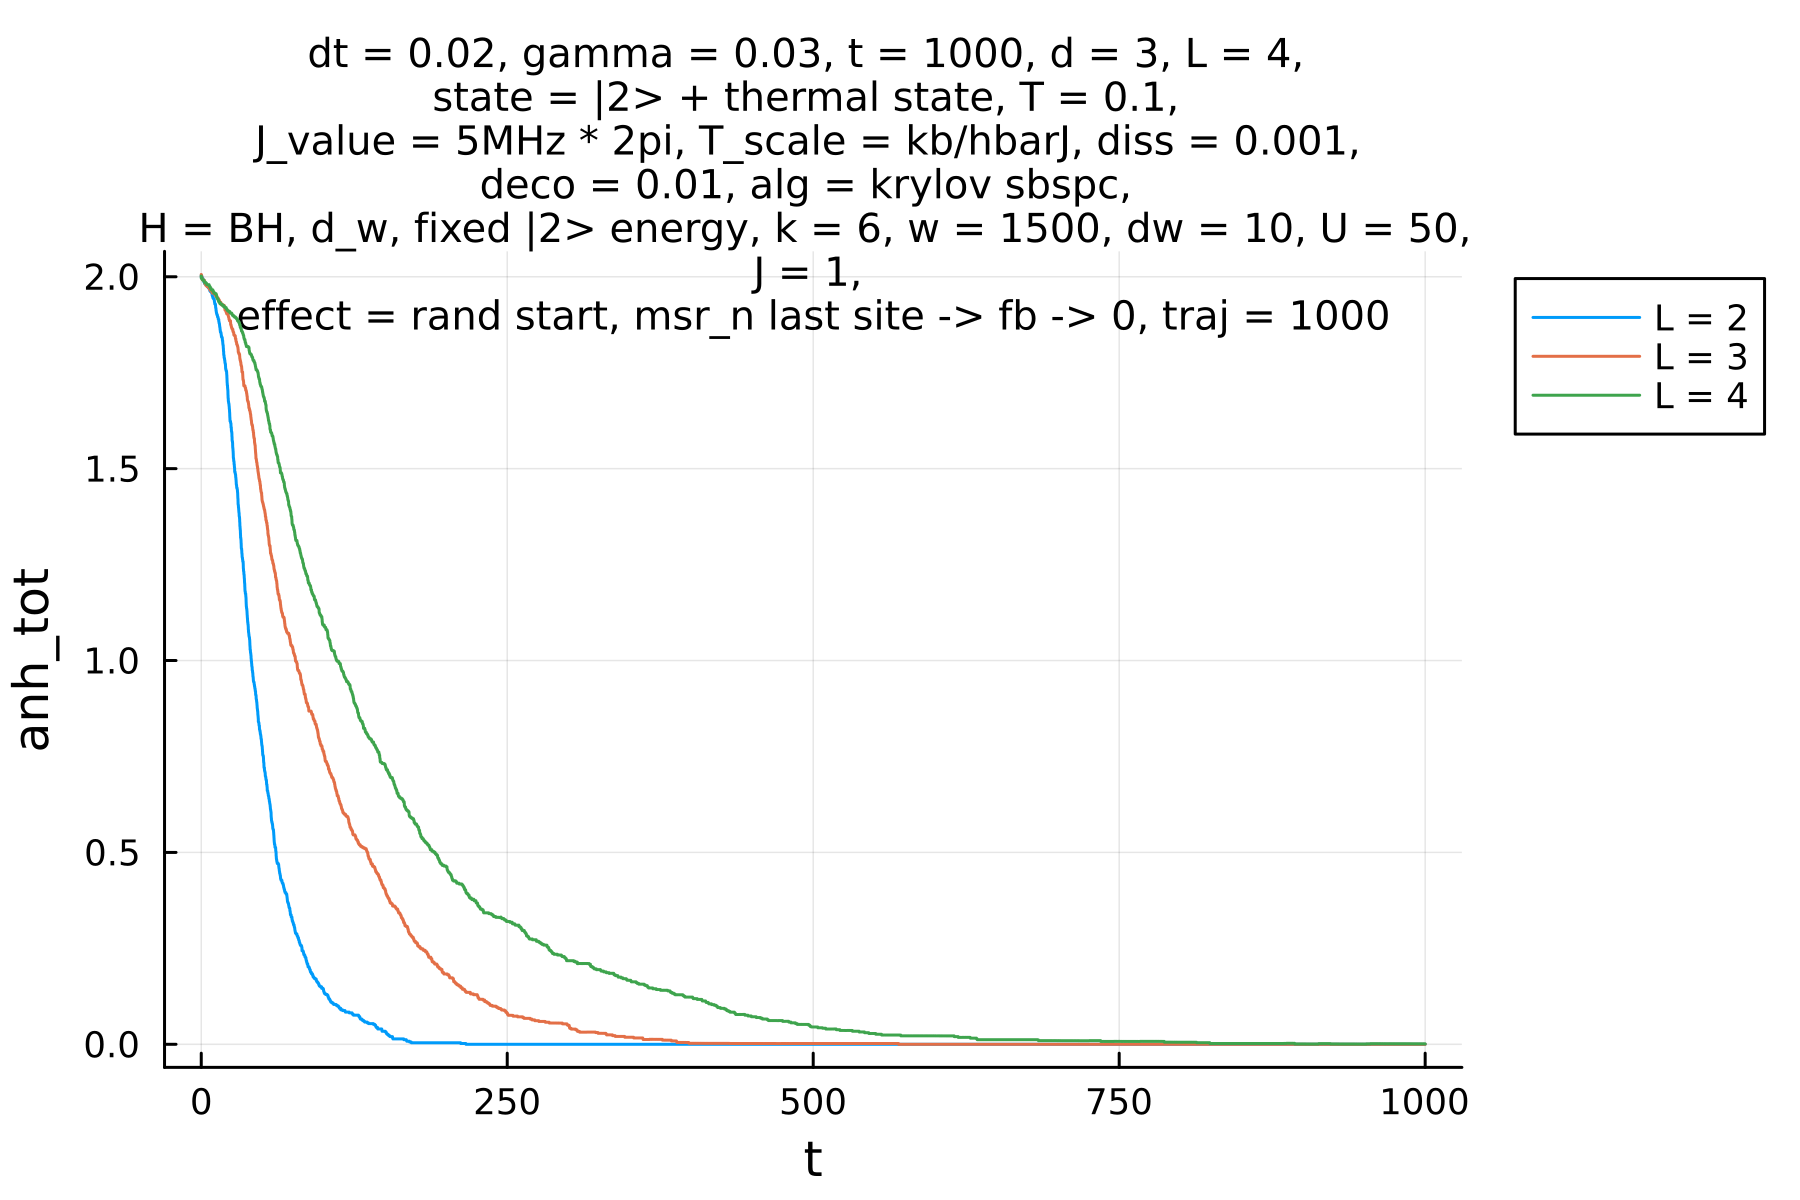 dt = 0.02, gamma = 0.03, t = 1000, d = 3, L = 4,
state = |2> + thermal state, T = 0.1,
J_value = 5MHz * 2pi, T_scale = kb/hbarJ, diss = 0.001,
deco = 0.01, alg = krylov sbspc,
H = BH, d_w, fixed |2> energy, k = 6, w = 1500, dw = 10, U = 50,
J = 1,
effect = rand start, msr_n last site -> fb -> 0, traj = 1000
L = 2
L = 3
L = 4
anh_tot
2.0
1.5
1.0
0.5
0.0
0
250
500
750
1000
t